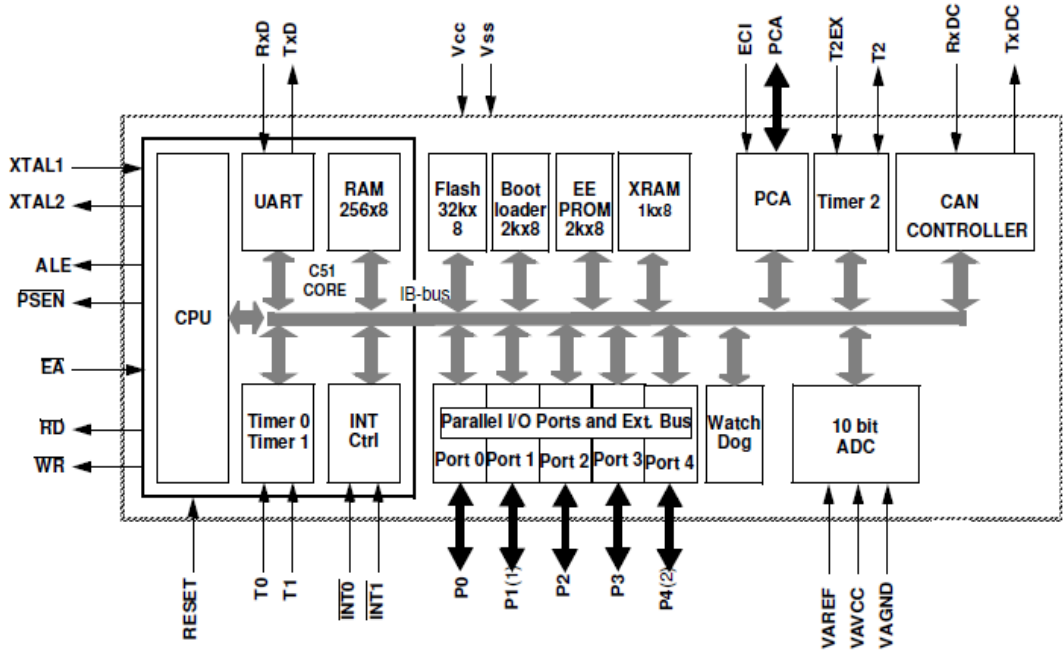 RxD
TxD
Vcc
Vss
ECI
PCA
T2EX
T2
RxDC
TxDC
XTAL1
XTAL2
ALE
PSEN
EA
RD
WR
CPU
UART
RAM
256x8
C51
CORE
IB-bus
Flash
32kx
8
Boot
loader
2kx8
EE
PROM
2kx8
XRAM
1kx8
PCA
Timer 2
CAN
CONTROLLER
Timer 0
Timer 1
INT
Ctrl
Parallel I/O Ports and Ext. Bus
Port 0
Port 1
Port 2
Port 3
Port 4
Watch
Dog
10 bit
ADC
RESET
T0
T1
INT0
INT1
P0
P1(1)
P2
P3
P4(2)
VAREF
VAVCC
VAGND